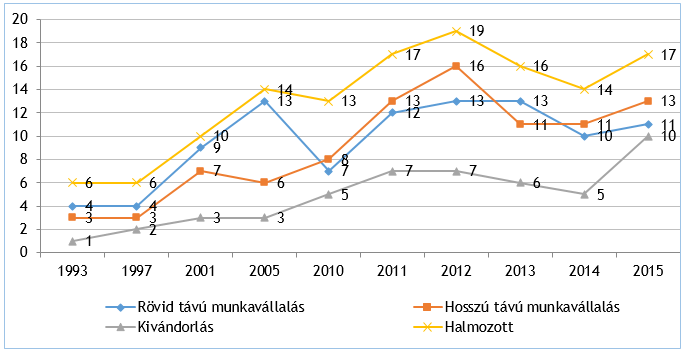 20
19
18
17 17
16 16 16 16
14 14 14
13 13 13 13 13 13
12 12
11 11 11
10 10 10 10
9
8 8
7 7 7 7
6 6 6 6 6
5 5
4 4 4
3 3 3 3
2 2
1
0
1993 1997 2001 2005 2010 2011 2012 2013 2014 2015
Rövid távú munkavállalás Hosszú távú munkavállalás
Kivándorlás Halmozott